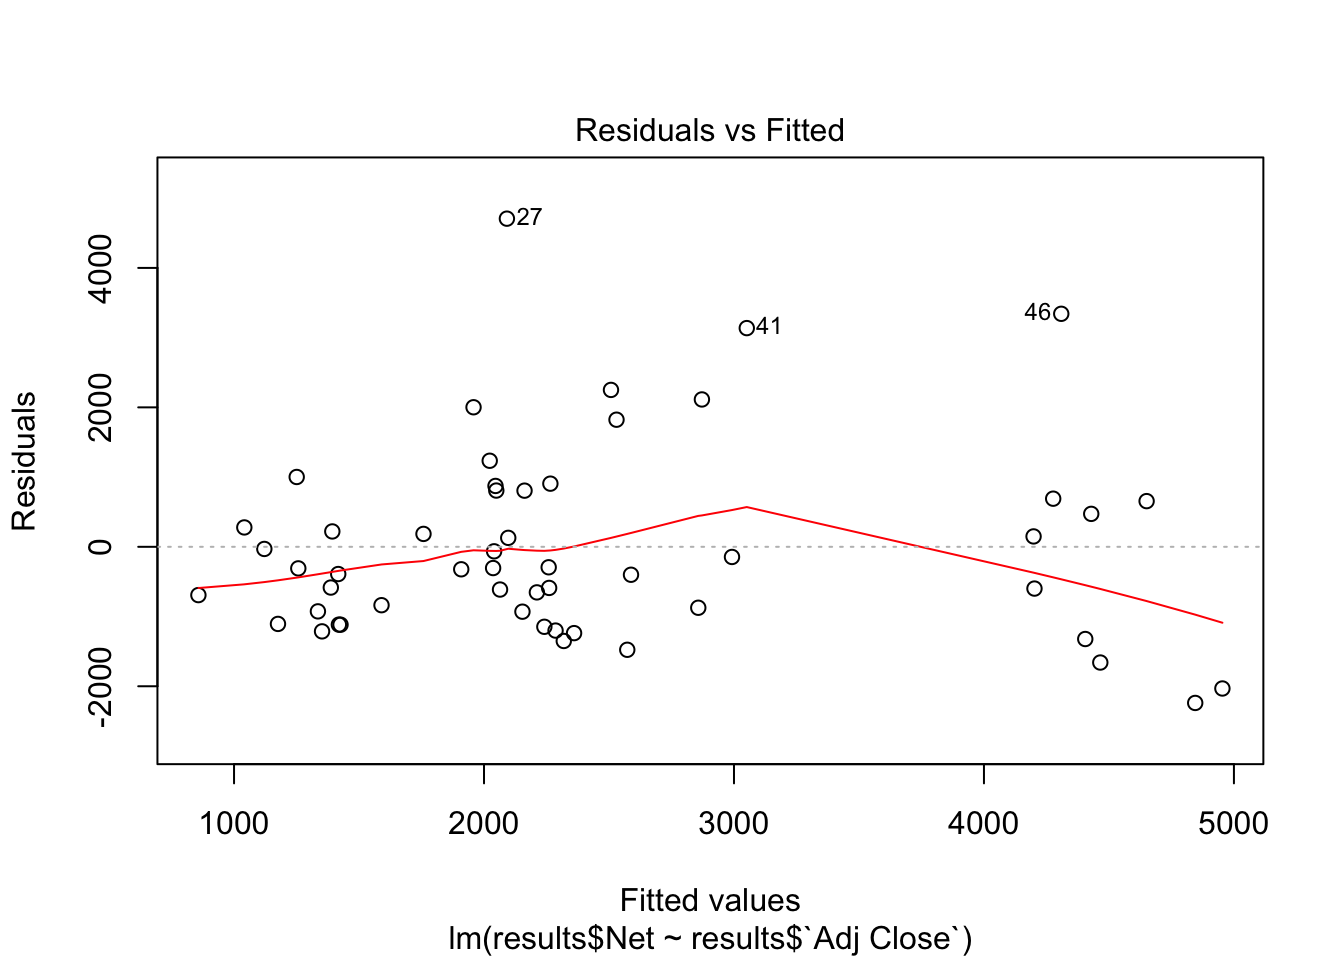 Residuals vs Fitted
27
41
46
4000
2000
0
-2000
Residuals
1000 2000 3000 4000 5000
Fitted values
lm(results$Net ~ results$`Adj Close`)